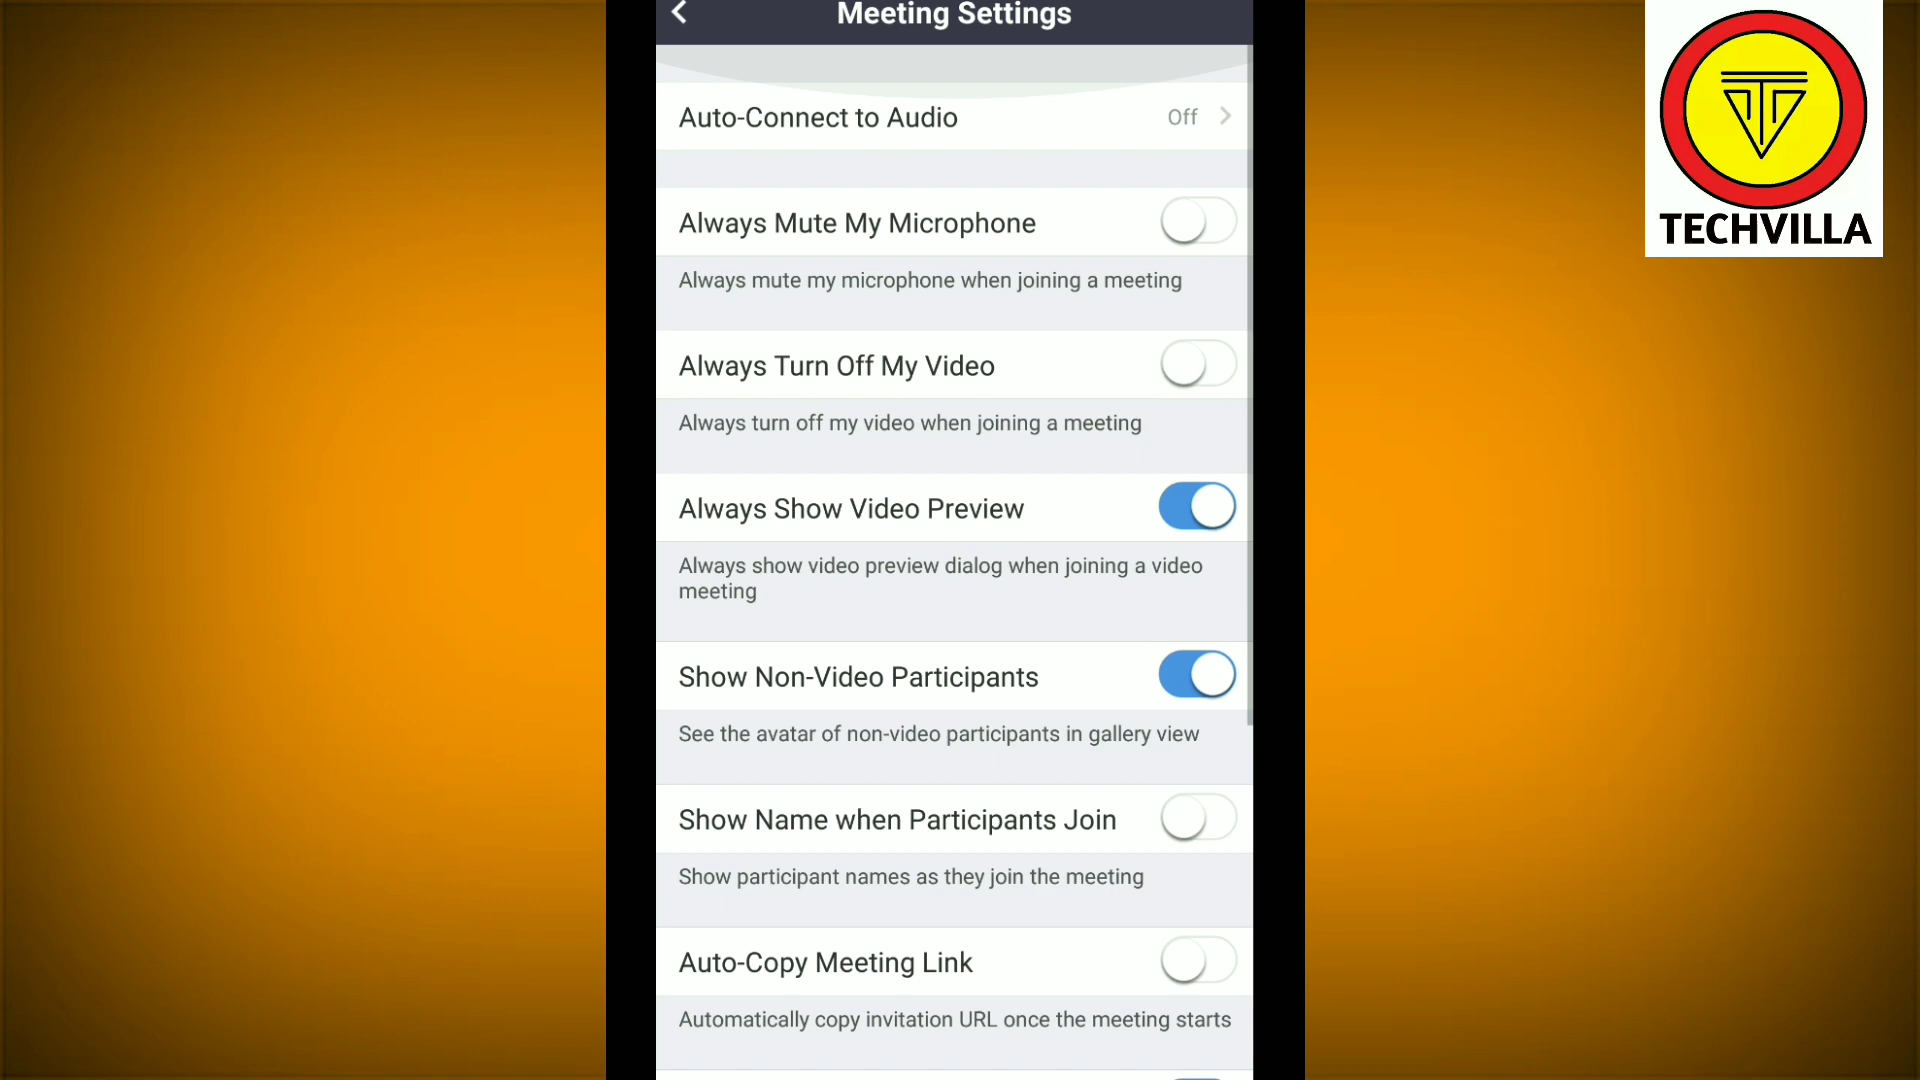 Meeting Settings
Auto-Connect to Audio
Off
Always Mute My Microphone
Always mute my microphone when joining a meeting
Always Turn Off My Video
Always turn off my video when joining a meeting
Always Show Video Preview
Always show video preview dialog when joining a video
meeting
Show Non-Video Participants
See the avatar of non-video participants in gallery view
Show Name when Participants Join
Show participant names as they join the meeting
Auto-Copy Meeting Link
Automatically copy invitation URL once the meeting starts
TECHVILLA